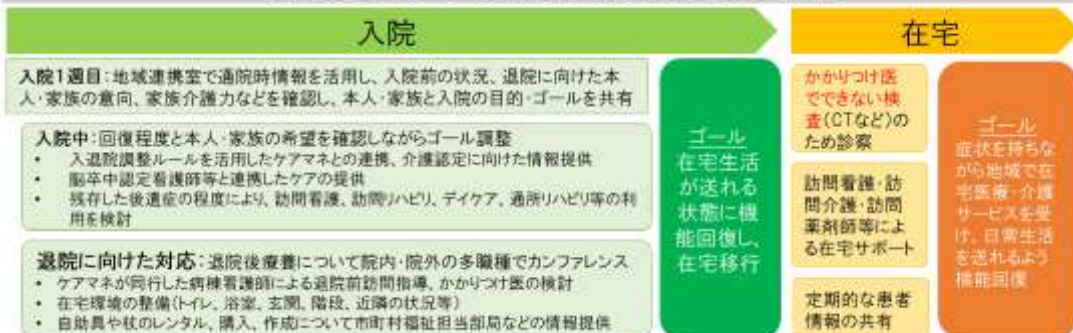 入院
在宅
入院1週目:地域連携室で通院時情報を活用し、入院前の状況、退院に向けた本
人・家族の意向、家族介護力などを確認し、本人・家族と入院の目的・ゴールを共有
入院中:回復程度と本人・家族の希望を確認しながらゴール調整
• 入退院調整ルールを活用したケアマネとの連携、介護認定に向けた情報提供
• 脳卒中認定看護師等と連携したケアの提供
• 残存した後遺症の程度により、訪問看護、訪問リハビリ、デイケア、通所リハビリ等の利
用を検討
退院に向けた対応:退院後療養について院内・院外の多職種でカンファレンス
• ケアマネが同行した病棟看護師による退院前訪問指導、かかりつけ医の検討
• 在宅環境の整備(トイレ、浴室、玄関、階段、近隣の状況等)
• 自助具や杖のレンタル、購入、作成について市町村福祉担当部局などの情報提供
ゴール
在宅生活
が送れる
状態に機
能回復し、
在宅移行
かかりつけ医
でできない検
査(CTなど)の
ため診察
訪問看護・訪
問介護・訪問
薬剤師等によ
る在宅サポート
定期的な患者
情報の共有
ゴール
症状を持ちな
がら地域で在
宅医療・介護
サービスを受
け、日常生活
を送れるよう
機能回復